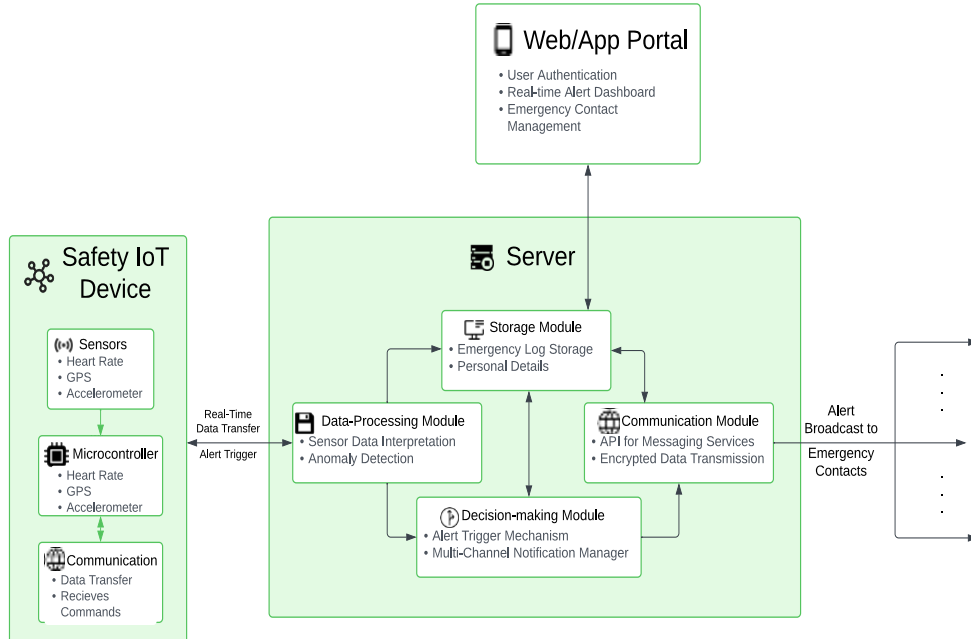 Web/App Portal
• User Authentication
• Real-time Alert Dashboard
• Emergency Contact
Management
Safety IoT
Device
Sensors
• Heart Rate
• GPS
• Accelerometer
Microcontroller
• Heart Rate
• GPS
• Accelerometer
Communication
• Data Transfer
• Recieves
Commands
Real-Time
Data Transfer
Alert Trigger
Server
Storage Module
• Emergency Log Storage
• Personal Details
Data-Processing Module
• Sensor Data Interpretation
• Anomaly Detection
Communication Module
• API for Messaging Services
• Encrypted Data Transmission
Decision-making Module
• Alert Trigger Mechanism
• Multi-Channel Notification Manager
Alert
Broadcast to
Emergency
Contacts